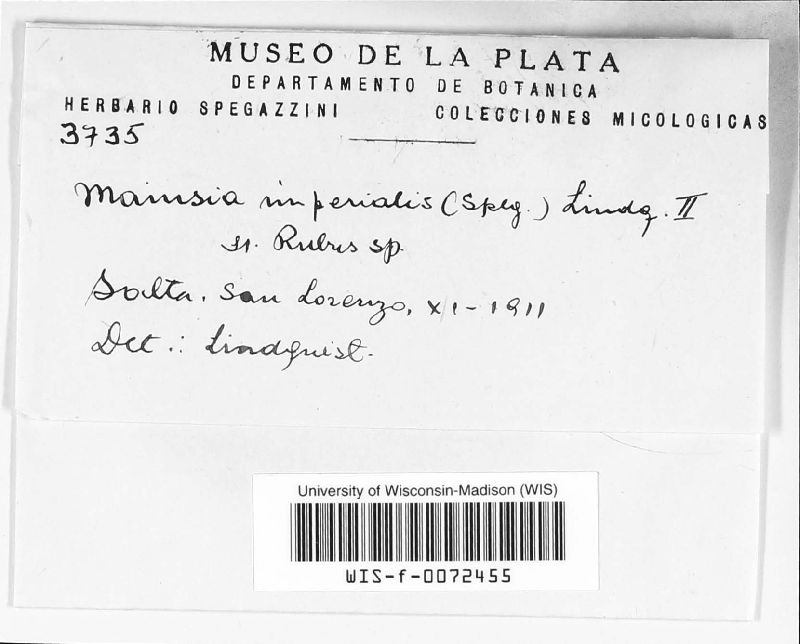 MUSEO DE LA PLATA
DEPARTAMENTO DE BOTANICA
HERBARIO SPEGAZZINI COLECCIONES MICOLOGICAS
3735
Mainsia imperialis (Speg.) Lindq. II
s. Rubus sp.
Salta. San Lorenzo, XI-1911
Det.: Lindquist.
University of Wisconsin-Madison (WIS)
WIS-f-0072455